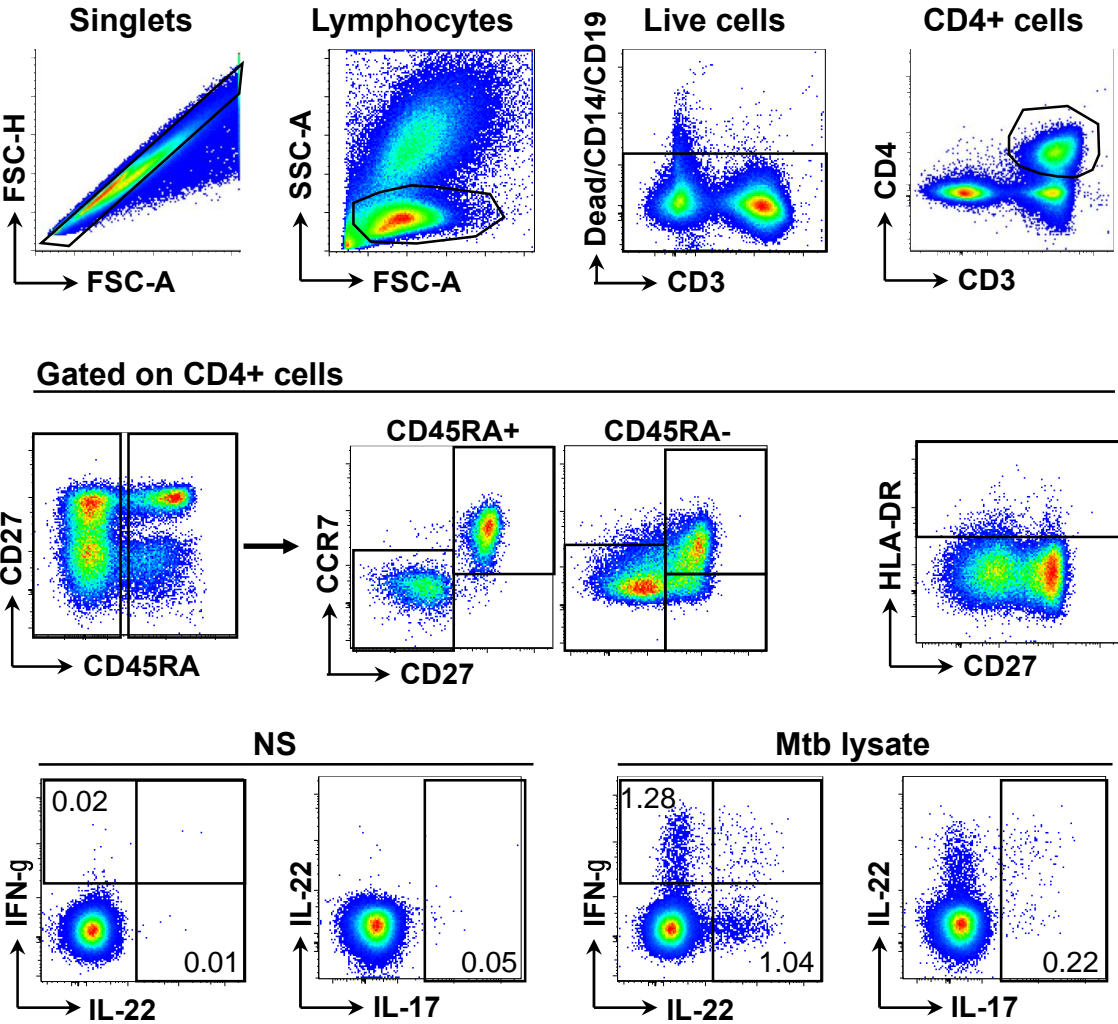 Singlets
Lymphocytes
Live cells
CD4+ cells
FSC-H
FSC-A
SSC-A
FSC-A
Dead/CD14/CD19
CD3
CD4
CD3
Gated on CD4+ cells
CD27
CD45RA
CD45RA+
CD45RA-
CCR7
CD27
HLA-DR
CD27
NS
Mtb lysate
0.02
0.01
IFN-g
IL-22
0.05
IL-22
IL-17
1.28
1.04
IFN-g
IL-22
0.22
IL-22
IL-17